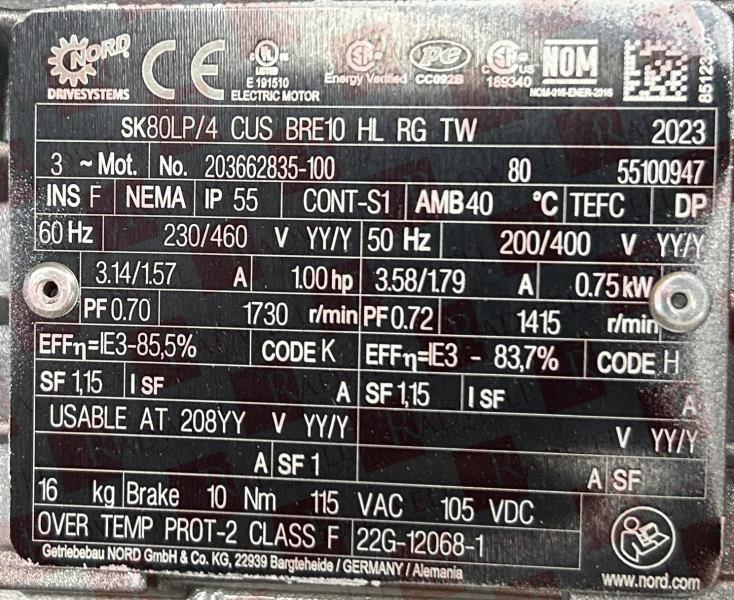 NORD
DRIVESYSTEMS
CE
UL LISTED
E 191510
ELECTRIC MOTOR
Energy Verified
CC092B
C US
189340
NOM
NOM-016-ENER-2016
SK80LP/4 CUS BRE10 HL RG TW 2023
3 ~ Mot. No. 203662835-100 80 55100947
INS F NEMA IP 55 CONT-S1 AMB 40 °C TEFC DP
60 Hz 230/460 V YY/Y 50 Hz 200/400 V YY/Y
3.14/1.57 A 1.00 hp 3.58/1.79 A 0.75 kW
PF 0.70 1730 r/min PF 0.72 1415 r/min
EFFη=IE3-85,5% CODE K EFFη=IE3 - 83,7% CODE H
SF 1,15 I SF A SF 1,15 I SF A
USABLE AT 208YY V YY/Y V YY/Y
A SF 1 A SF
16 kg Brake 10 Nm 115 VAC 105 VDC
OVER TEMP PROT-2 CLASS F 22G-12068-1
Getriebebau NORD GmbH & Co. KG, 22939 Bargteheide / GERMANY / Alemania
www.nord.com